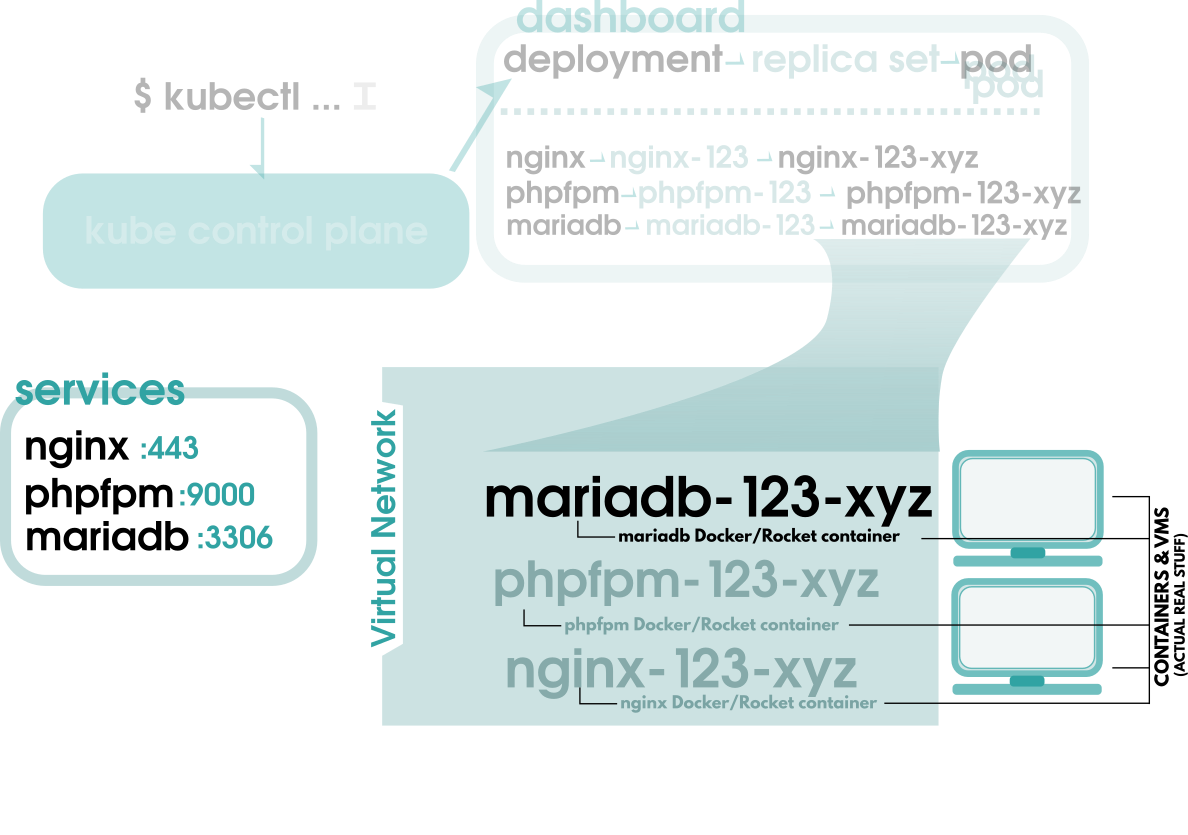 dashboard
deployment replica set pod
pod
$ kubectl ... I
nginx nginx-123 nginx-123-xyz
phpfpm phpfpm-123 phpfpm-123-xyz
mariadb mariadb-123 mariadb-123-xyz
kube control plane
services
nginx :443
phpfpm :9000
mariadb :3306
Virtual Network
mariadb-123-xyz
mariadb Docker/Rocket container
phpfpm-123-xyz
phpfpm Docker/Rocket container
nginx-123-xyz
nginx Docker/Rocket container
CONTAINERS & VMS
(ACTUAL REAL STUFF)